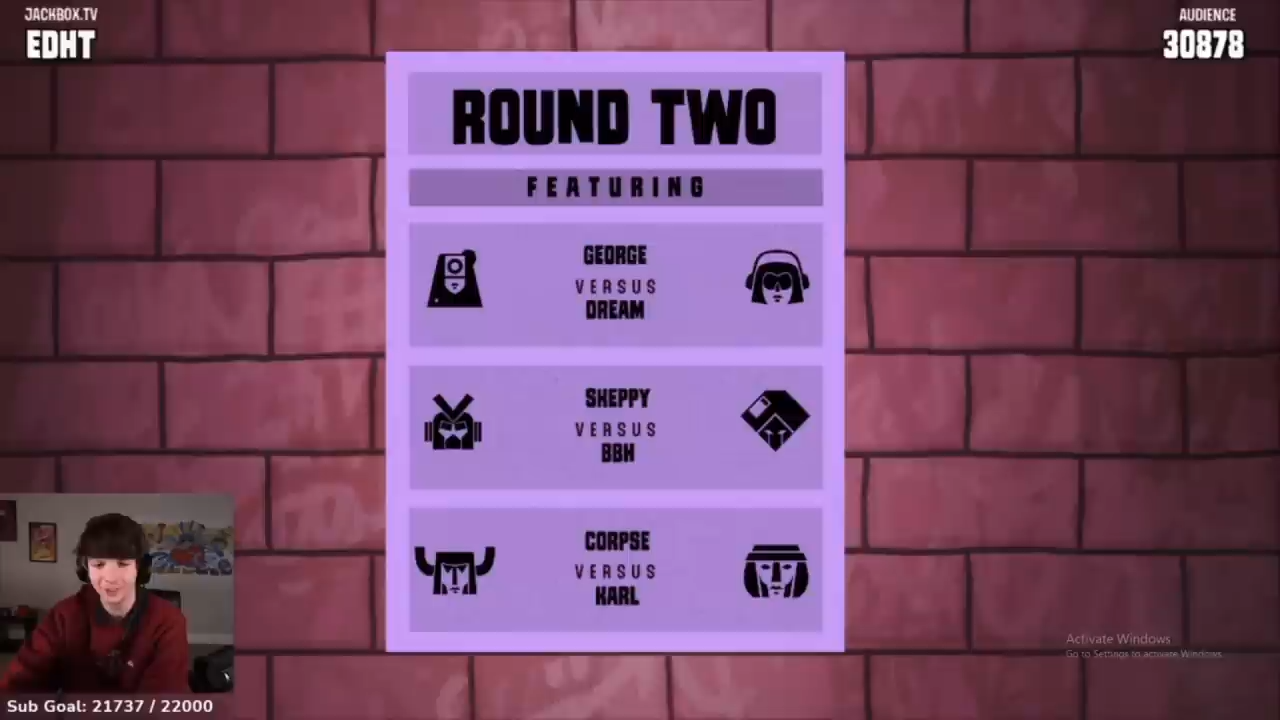 JACKBOX.TV
EDHT
AUDIENCE
30878
ROUND TWO
FEATURING
GEORGE
VERSUS
DREAM
SHEPPY
VERSUS
BBH
CORPSE
VERSUS
KARL
Activate Windows
Go to Settings to activate Windows.
Sub Goal: 21737 / 22000